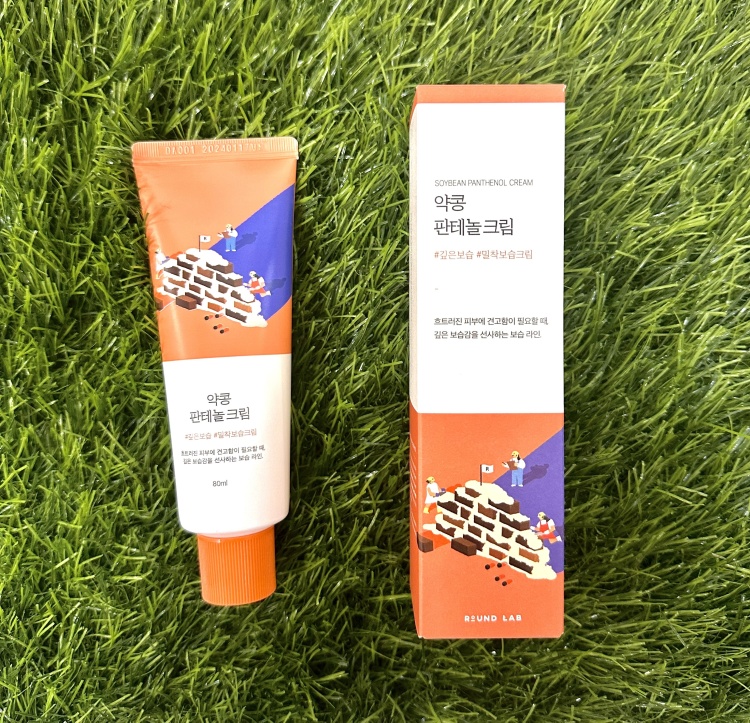 약콩
판테놀크림
#깊은보습 #밀착보습크림
흐트러진 피부에 견고함이 필요할 때,
깊은 보습감을 선사하는 보습 라인.
80ml
SOYBEAN PANTHENOL CREAM
약콩
판테놀크림
#깊은보습 #밀착보습크림
흐트러진 피부에 견고함이 필요할 때,
깊은 보습감을 선사하는 보습 라인.
R
ROUND LAB